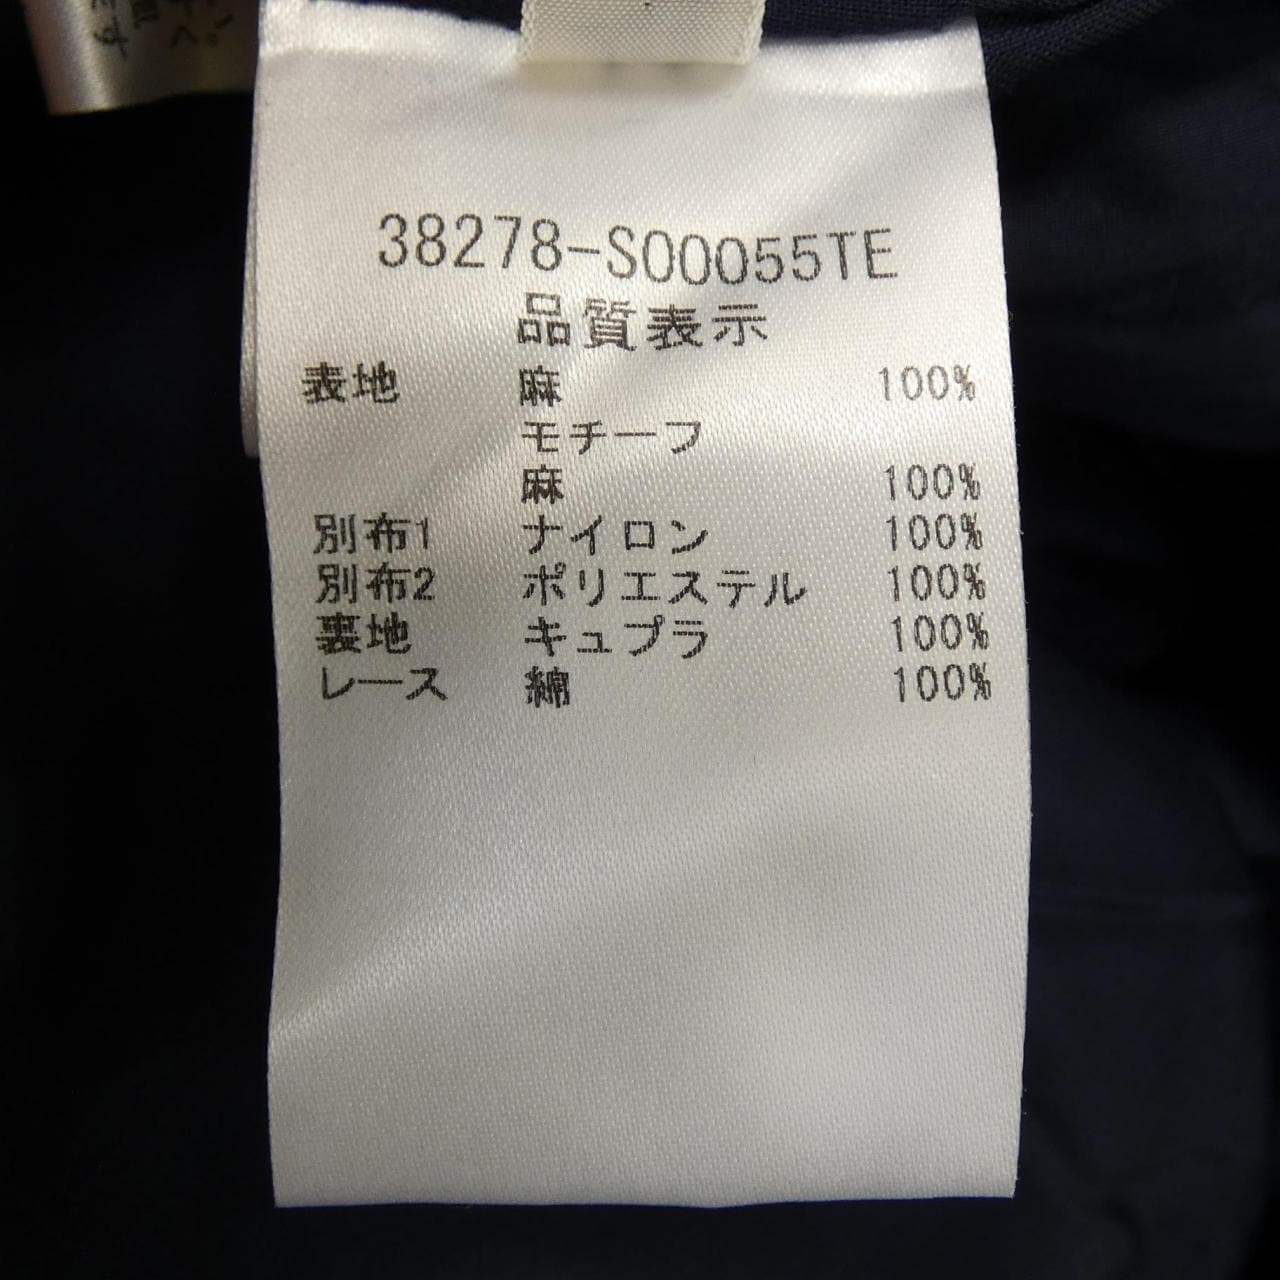 38278-S00055TE
品質表示
表地 麻 100%
モチーフ
麻 100%
別布1 ナイロン 100%
別布2 ポリエステル 100%
裏地 キュプラ 100%
レース 綿 100%